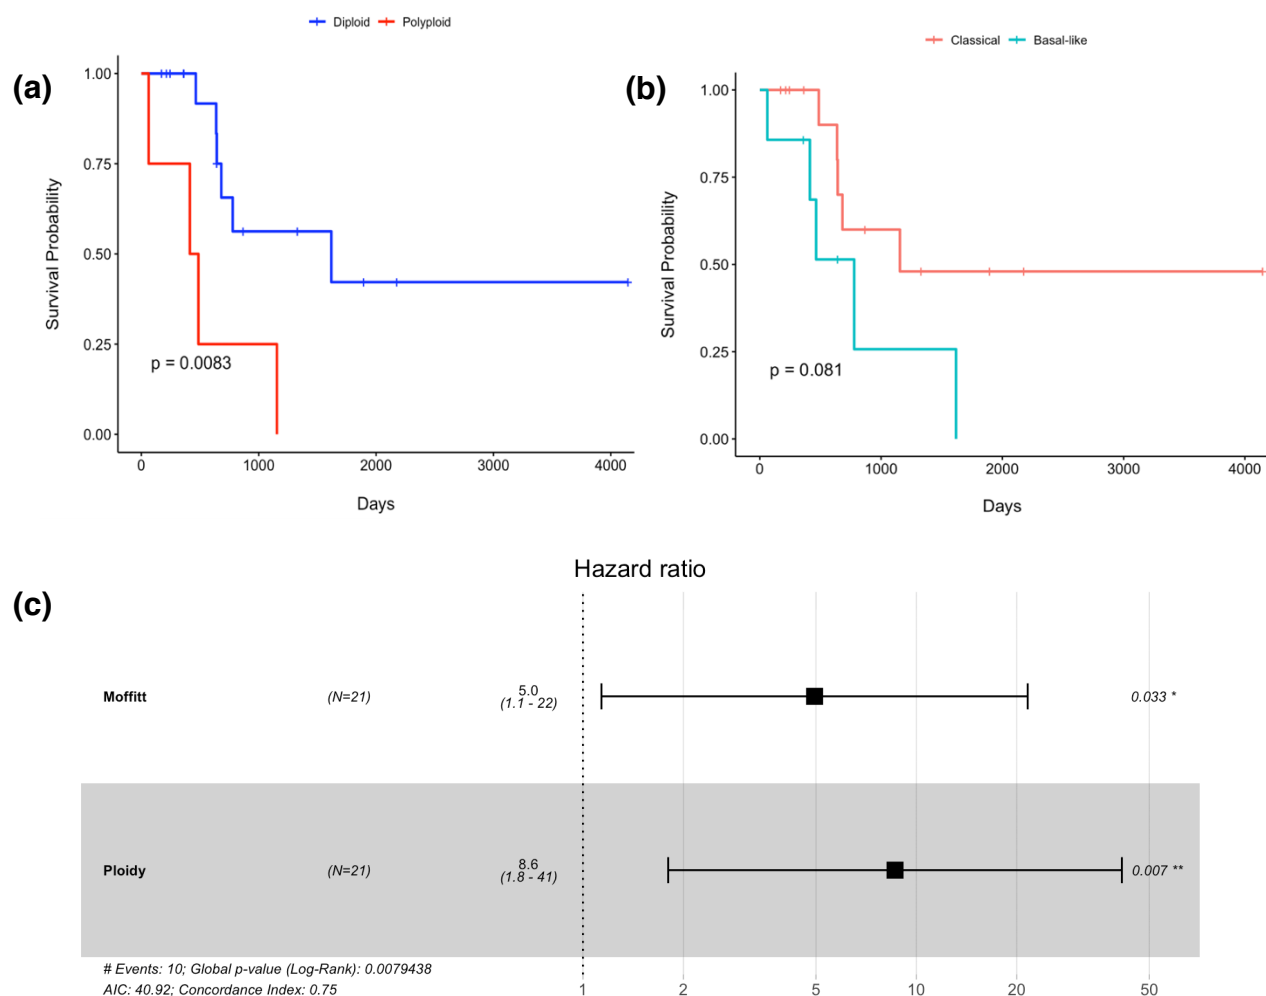 Diploid Polyploid
(a)
1.00
0.75
0.50
0.25
0.00
Survival Probability
p = 0.0083
0 1000 2000 3000 4000
Days
Classical Basal-like
(b)
1.00
0.75
0.50
0.25
0.00
Survival Probability
p = 0.081
0 1000 2000 3000 4000
Days
Hazard ratio
(c)
Moffitt (N=21) 5.0 0.033 *
(1.1 - 22)
Ploidy (N=21) 8.6 0.007 **
(1.8 - 41)
# Events: 10; Global p-value (Log-Rank): 0.0079438
AIC: 40.92; Concordance Index: 0.75
1 2 5 10 20 50